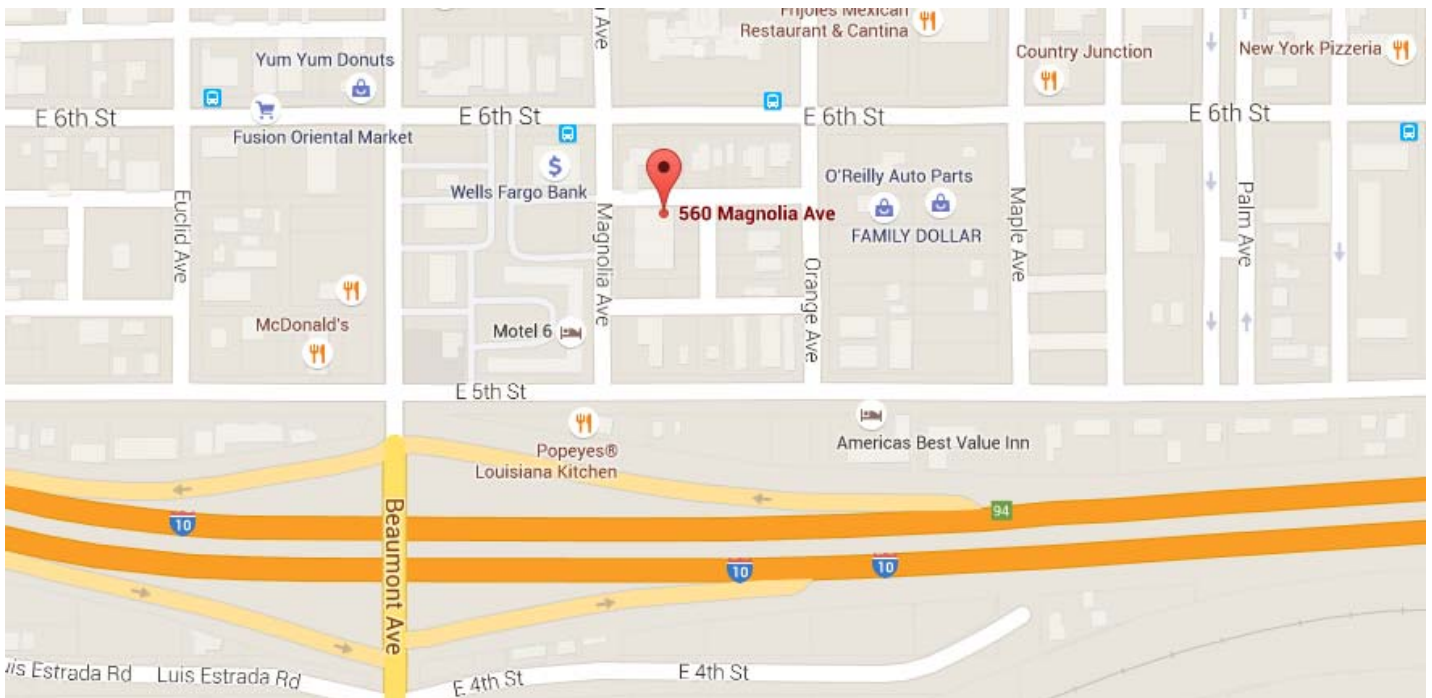 Ave
Frijoles Mexican
Restaurant & Cantina
Country Junction
New York Pizzeria
Yum Yum Donuts
E 6th St
Fusion Oriental Market
E 6th St
E 6th St
E 6th St
$
Wells Fargo Bank
O'Reilly Auto Parts
FAMILY DOLLAR
560 Magnolia Ave
Euclid Ave
Magnolia Ave
Orange Ave
Maple Ave
Palm Ave
McDonald's
Motel 6
E 5th St
Popeyes®
Louisiana Kitchen
Americas Best Value Inn
94
10
10
10
Beaumont Ave
uis Estrada Rd
Luis Estrada Rd
E 4th St
E 4th St